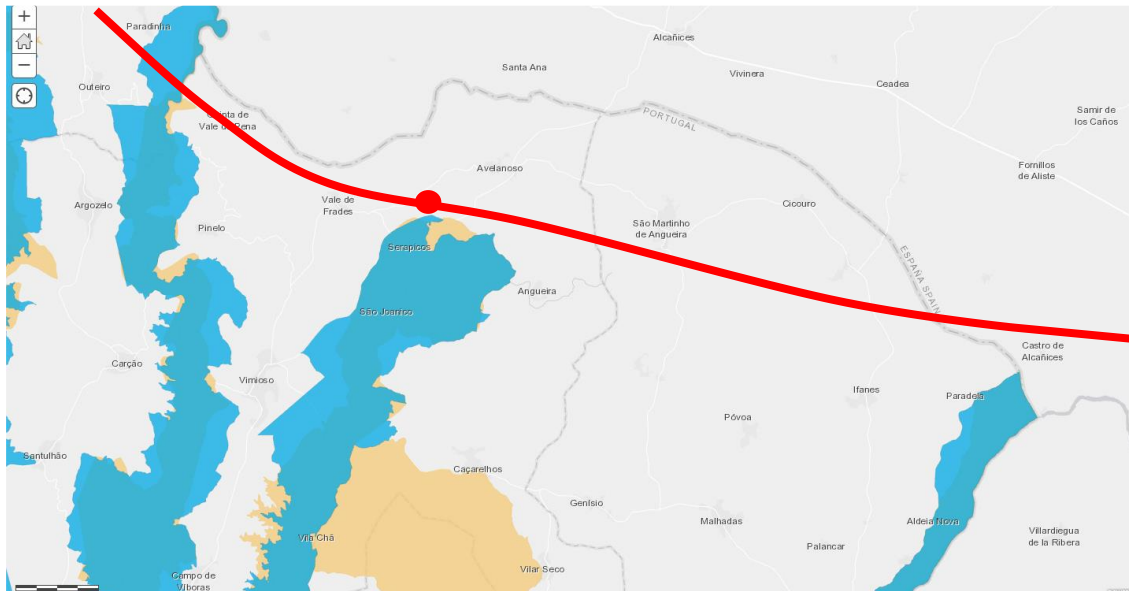 +
Paradinha
Alcañices
Santa Ana
Vivinera
Ceadea
−
Outeiro
Samir de
los Caños
Quinta de
Vale de Pena
PORTUGAL
Avelanoso
Fornillos
de Aliste
Argozelo
Vale de
Frades
Cicouro
Pinelo
São Martinho
de Angueira
Serapicos
ESPAÑA SPAIN
Angueira
São Joanico
Castro de
Alcañices
Carção
Vimioso
Ifanes
Paradela
Póvoa
Santulhão
Caçarelhos
Genísio
Malhadas
Aldeia Nova
Villardiegua
de la Ribera
Vila Chã
Palancar
Vilar Seco
Campo de
Víboras